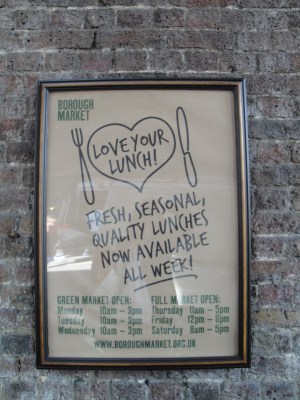 BOROUGH
MARKET
LOVE YOUR
LUNCH!
FRESH, SEASONAL,
QUALITY LUNCHES
NOW AVAILABLE
ALL WEEK!
GREEN MARKET OPEN:
Monday 10am - 3pm
Tuesday 10am - 3pm
Wednesday 10am - 3pm
FULL MARKET OPEN:
Thursday 11am - 5pm
Friday 12pm - 6pm
Saturday 8am - 5pm
WWW.BOROUGHMARKET.ORG.UK